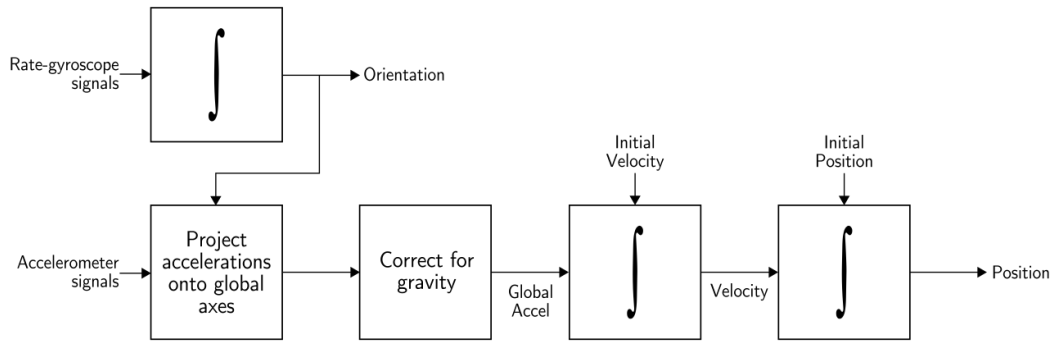 Rate-gyroscope
signals
∫
Orientation
Initial
Velocity
Initial
Position
Accelerometer
signals
Project
accelerations
onto global
axes
Correct for
gravity
Global
Accel
∫
Velocity
∫
Position